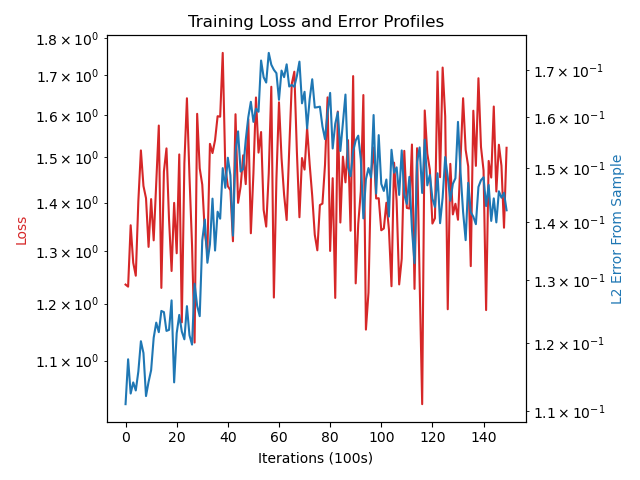 Training Loss and Error Profiles
1.8 × 10⁰
1.7 × 10⁰
1.6 × 10⁰
1.5 × 10⁰
1.4 × 10⁰
1.3 × 10⁰
1.2 × 10⁰
1.1 × 10⁰
Loss
1.7 × 10⁻¹
1.6 × 10⁻¹
1.5 × 10⁻¹
1.4 × 10⁻¹
1.3 × 10⁻¹
1.2 × 10⁻¹
1.1 × 10⁻¹
L2 Error From Sample
0 20 40 60 80 100 120 140
Iterations (100s)